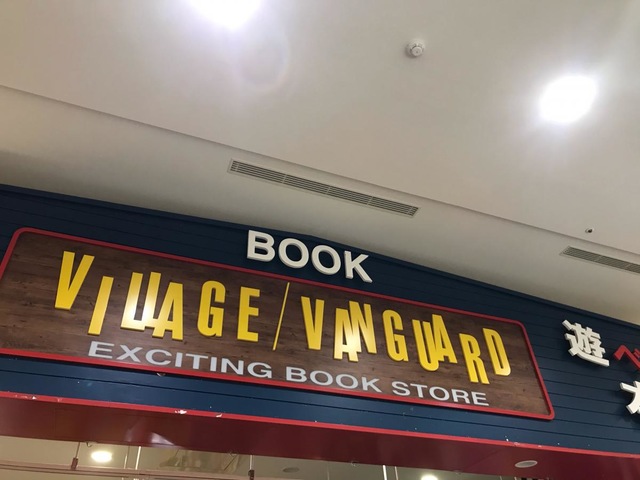 BOOK
VILLAGE/VANGUARD
EXCITING BOOK STORE
遊